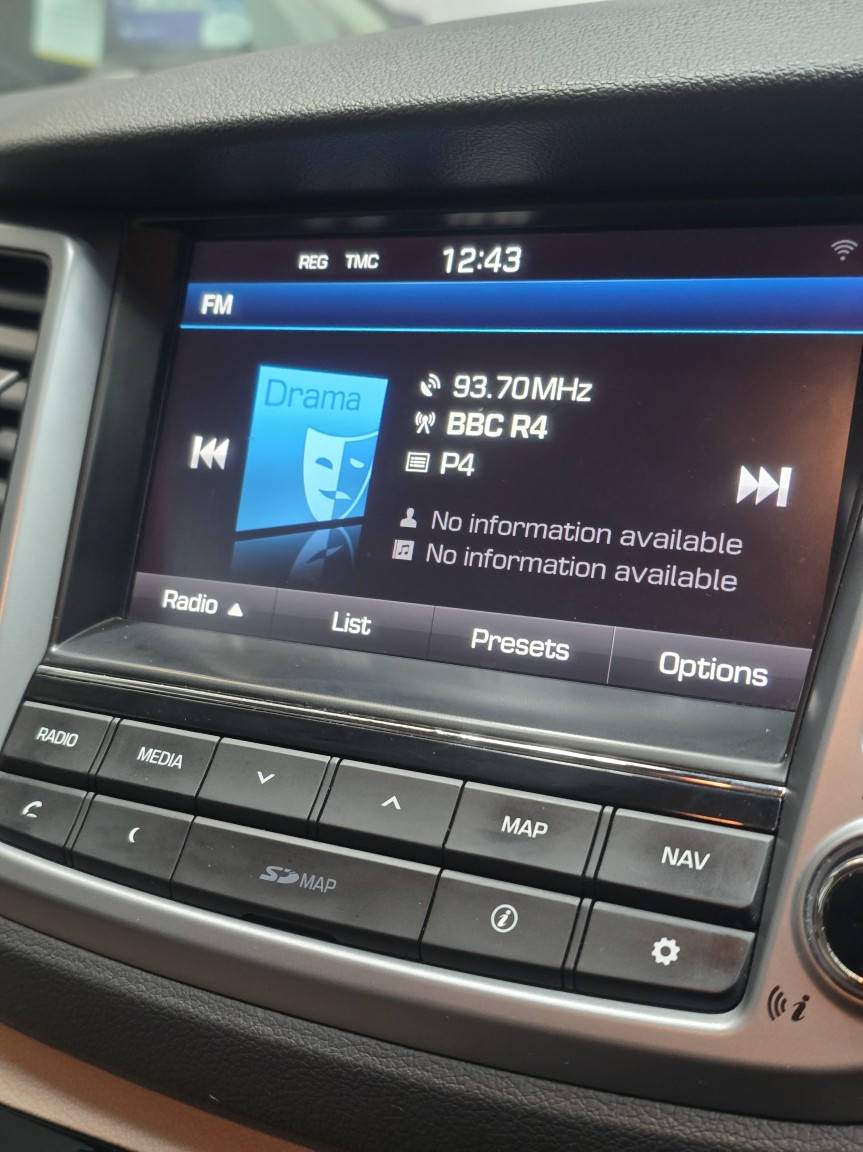 REG TMC 12:43
FM
Drama
93.70MHz
BBC R4
P4
No information available
No information available
Radio ▲ List Presets Options
RADIO MEDIA MAP NAV
SD MAP i
i